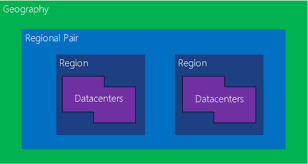 Geography
Regional Pair
Region
Region
Datacenters
Datacenters